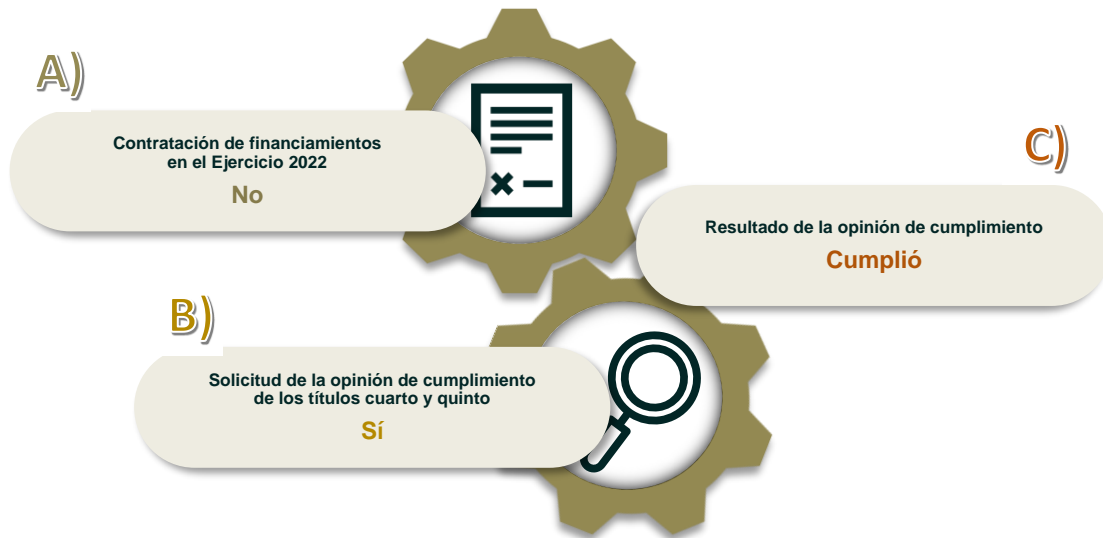 A)
Contratación de financiamientos
en el Ejercicio 2022
No
C)
Resultado de la opinión de cumplimiento
Cumplió
B)
Solicitud de la opinión de cumplimiento
de los títulos cuarto y quinto
Sí